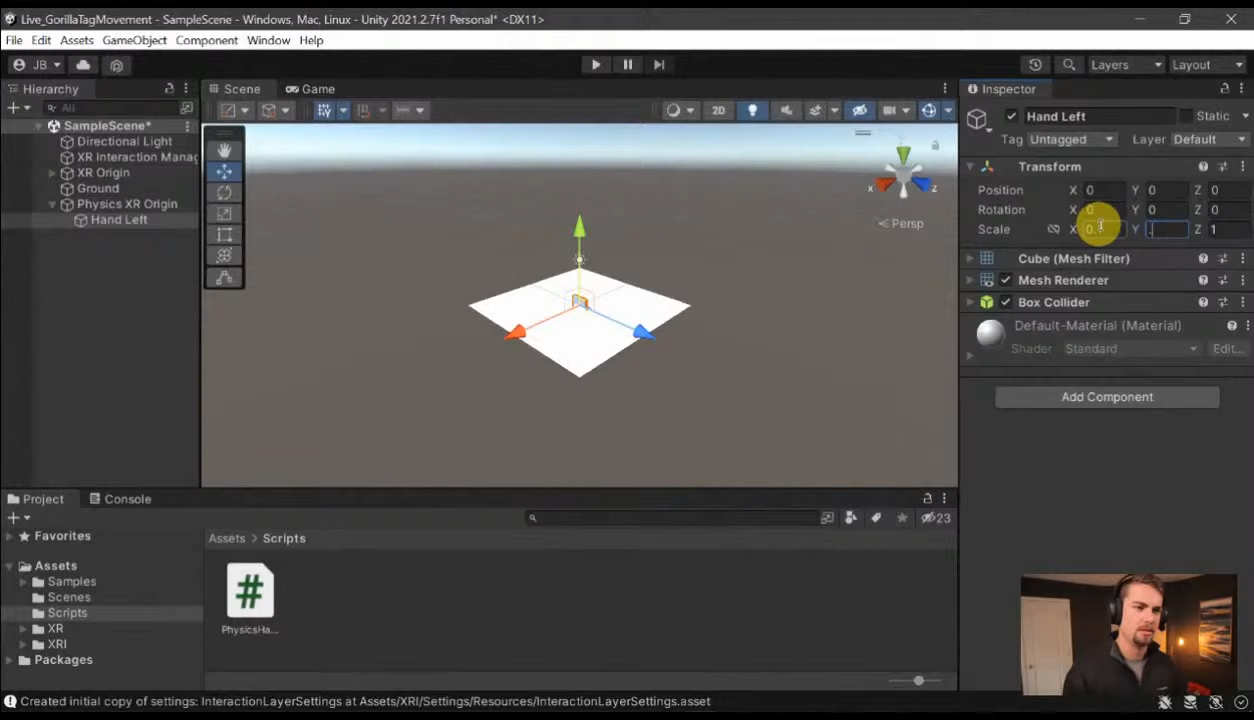 Live_GorillaTagMovement - SampleScene - Windows, Mac, Linux - Unity 2021.2.7f1 Personal* <DX11>
File Edit Assets GameObject Component Window Help
JB Layers Layout
Hierarchy
All
SampleScene*
Directional Light
XR Interaction Manag
XR Origin
Ground
Physics XR Origin
Hand Left
Scene Game
2D
Y
X Z
Persp
Inspector
Hand Left Static
Tag Untagged Layer Default
Transform
Position X 0 Y 0 Z 0
Rotation X 0 Y 0 Z 0
Scale X 0. Y . Z 1
Cube (Mesh Filter)
Mesh Renderer
Box Collider
Default-Material (Material)
Shader Standard Edit...
Add Component
Project Console
23
Favorites
Assets
Samples
Scenes
Scripts
XR
XRI
Packages
Assets > Scripts
#
PhysicsHa...
Created initial copy of settings: InteractionLayerSettings at Assets/XRI/Settings/Resources/InteractionLayerSettings.asset